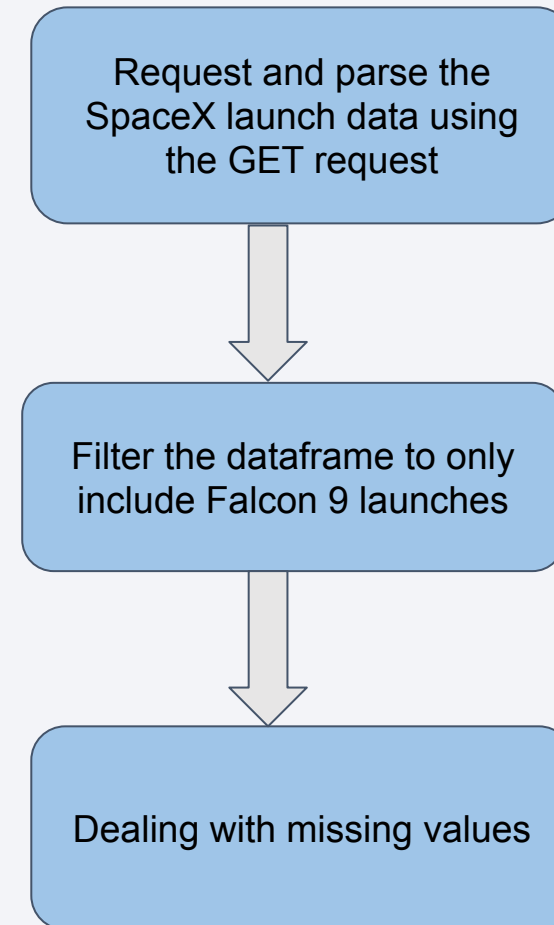 Request and parse the
SpaceX launch data using
the GET request
Filter the dataframe to only
include Falcon 9 launches
Dealing with missing values